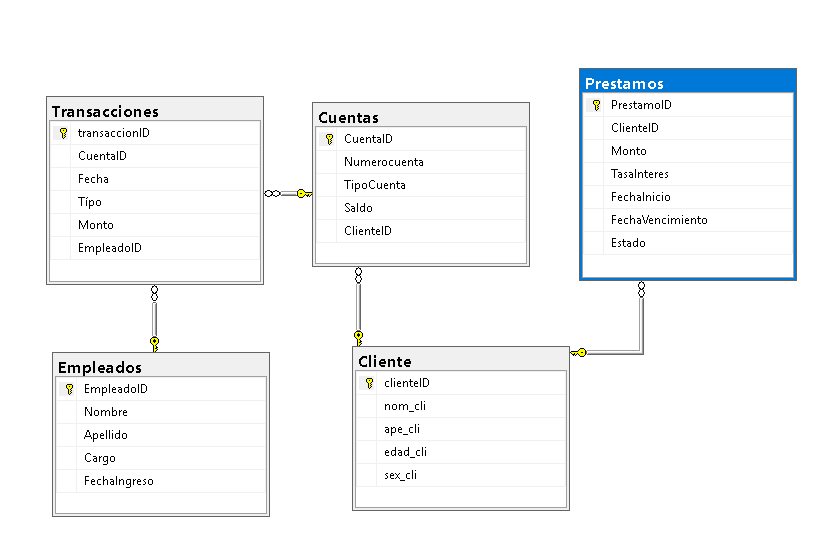 Transacciones
transaccionID
CuentaID
Fecha
Típo
Monto
EmpleadoID
Cuentas
CuentaID
Numerocuenta
TipoCuenta
Saldo
ClienteID
Prestamos
PrestamoID
ClienteID
Monto
TasaInteres
FechaInicio
FechaVencimiento
Estado
Empleados
EmpleadoID
Nombre
Apellido
Cargo
FechaIngreso
Cliente
clienteID
nom_cli
ape_cli
edad_cli
sex_cli